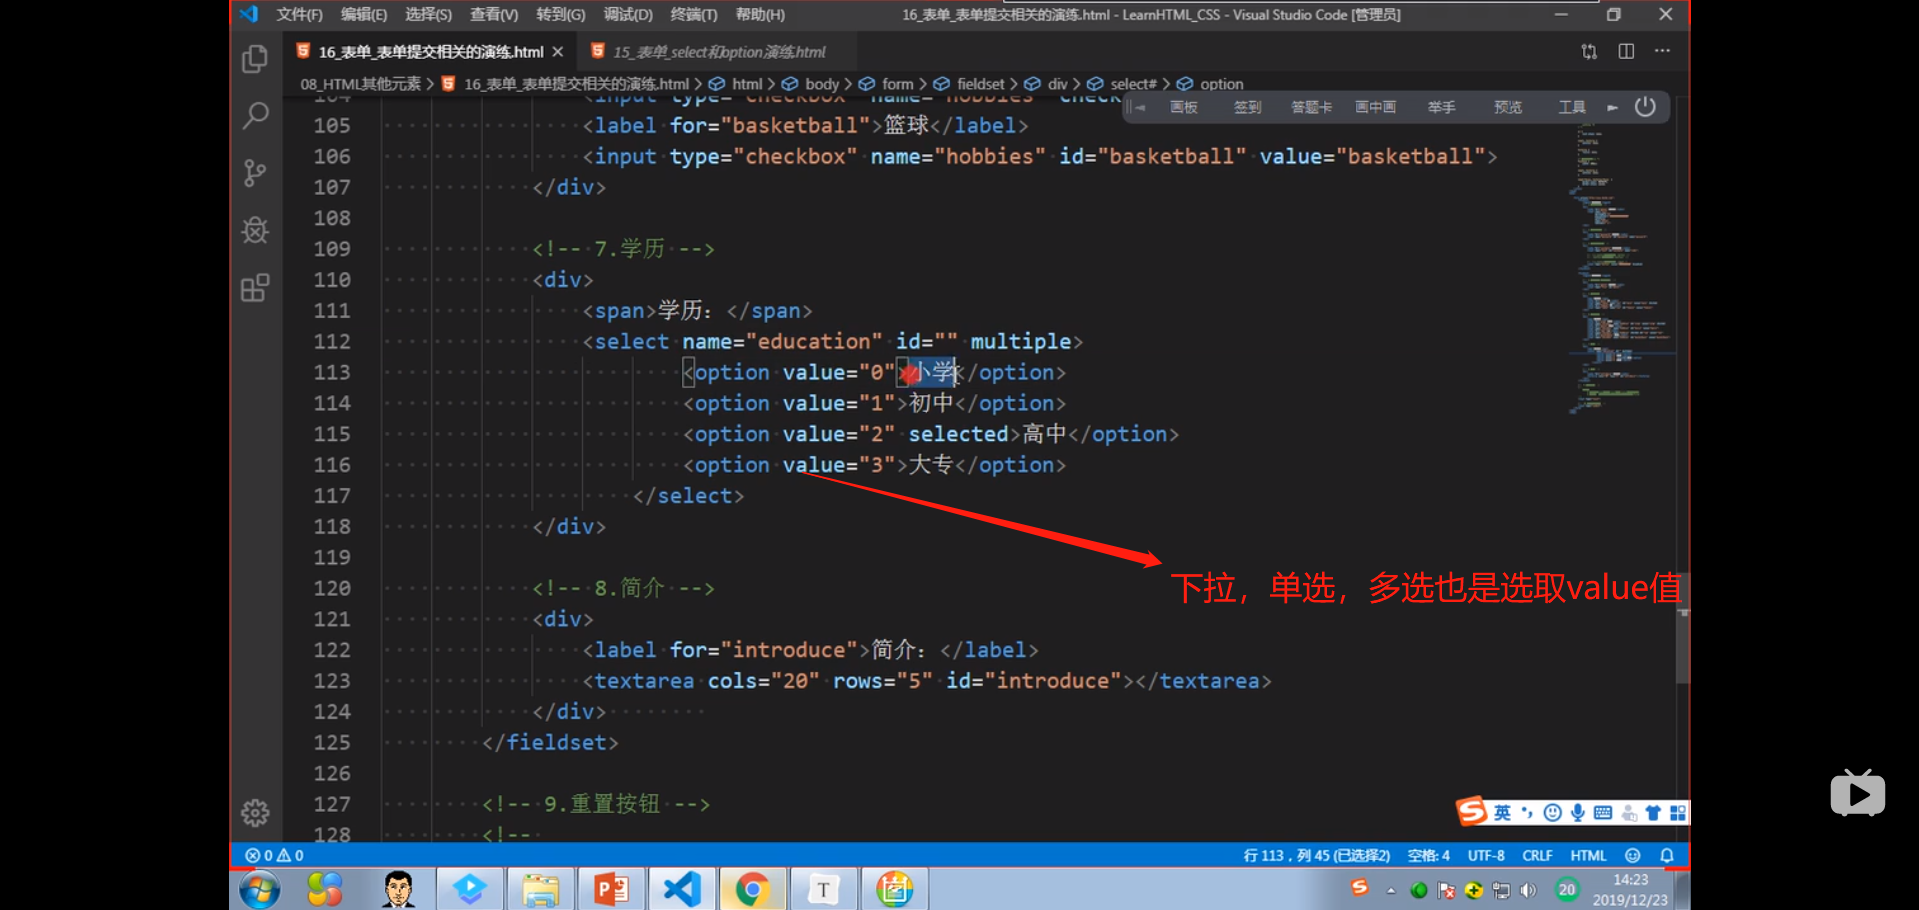 文件(F) 编辑(E) 选择(S) 查看(V) 转到(G) 调试(D) 终端(T) 帮助(H) 16_表单_表单提交相关的演练.html - LearnHTML_CSS - Visual Studio Code [管理员]
16_表单_表单提交相关的演练.html 15_表单_select和option演练.html
08_HTML其他元素 > 16_表单_表单提交相关的演练.html > html > body > form > fieldset > div > select# > option
画板 签到 答题卡 画中画 举手 预览 工具
104 <input type="checkbox" name="hobbies" check
105 <label for="basketball">篮球</label>
106 <input type="checkbox" name="hobbies" id="basketball" value="basketball">
107 </div>
108
109 <!-- 7.学历 -->
110 <div>
111 <span>学历：</span>
112 <select name="education" id="" multiple>
113 <option value="0">小学</option>
114 <option value="1">初中</option>
115 <option value="2" selected>高中</option>
116 <option value="3">大专</option>
117 </select>
118 </div>
119
下拉，单选，多选也是选取value值
120 <!-- 8.简介 -->
121 <div>
122 <label for="introduce">简介：</label>
123 <textarea cols="20" rows="5" id="introduce"></textarea>
124 </div>
125 </fieldset>
126
127 <!-- 9.重置按钮 -->
128 <!--
英
0 0 行 113，列 45 (已选择2) 空格: 4 UTF-8 CRLF HTML
20 14:23
2019/12/23